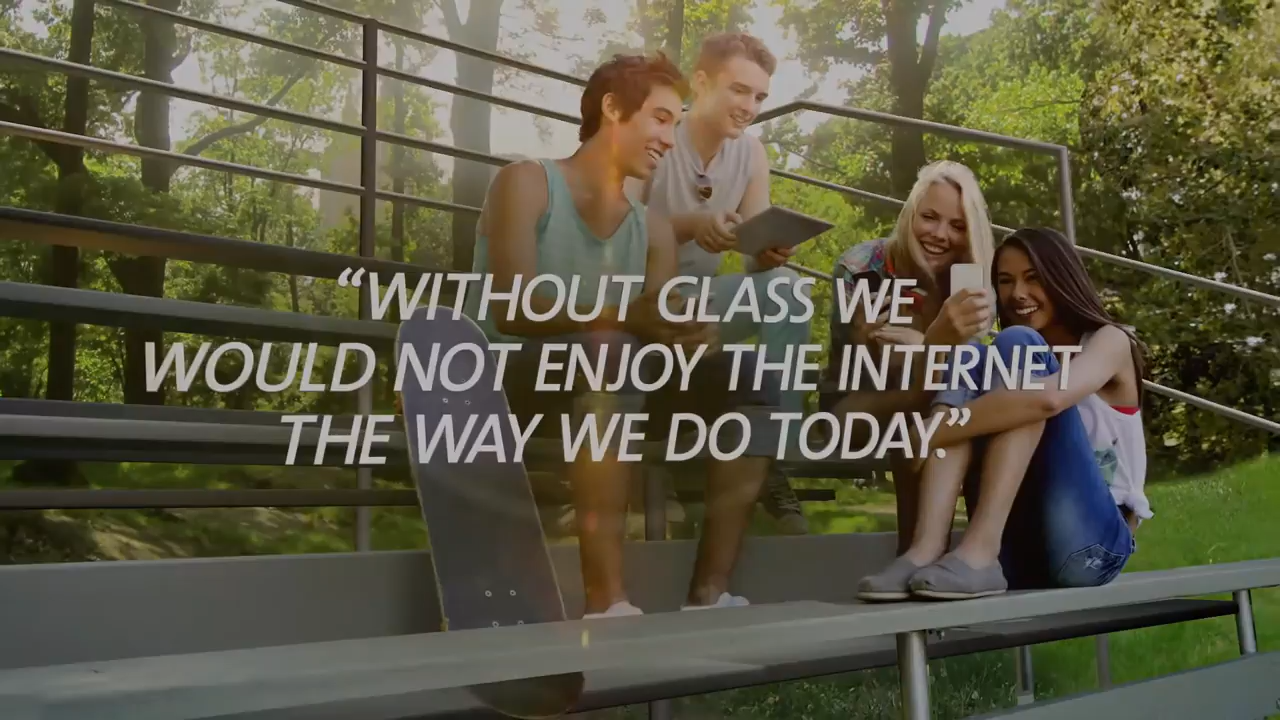 “WITHOUT GLASS WE
WOULD NOT ENJOY THE INTERNET
THE WAY WE DO TODAY.”